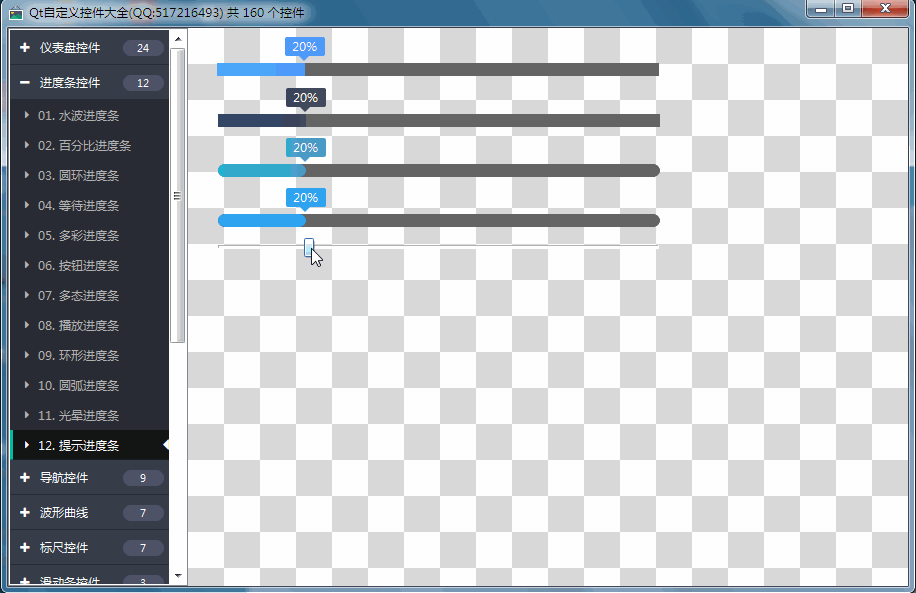 Qt自定义控件大全(QQ:517216493) 共 160 个控件
仪表盘控件 24
进度条控件 12
01. 水波进度条
02. 百分比进度条
03. 圆环进度条
04. 等待进度条
05. 多彩进度条
06. 按钮进度条
07. 多态进度条
08. 播放进度条
09. 环形进度条
10. 圆弧进度条
11. 光晕进度条
12. 提示进度条
导航控件 9
波形曲线 7
标尺控件 7
滑动条控件 3
20%
20%
20%
20%